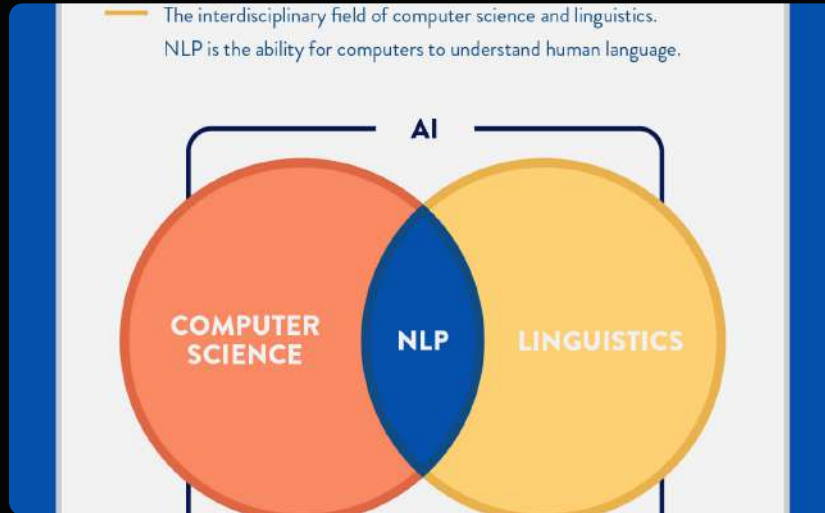 The interdisciplinary field of computer science and linguistics.
NLP is the ability for computers to understand human language.
AI
COMPUTER
SCIENCE
NLP
LINGUISTICS